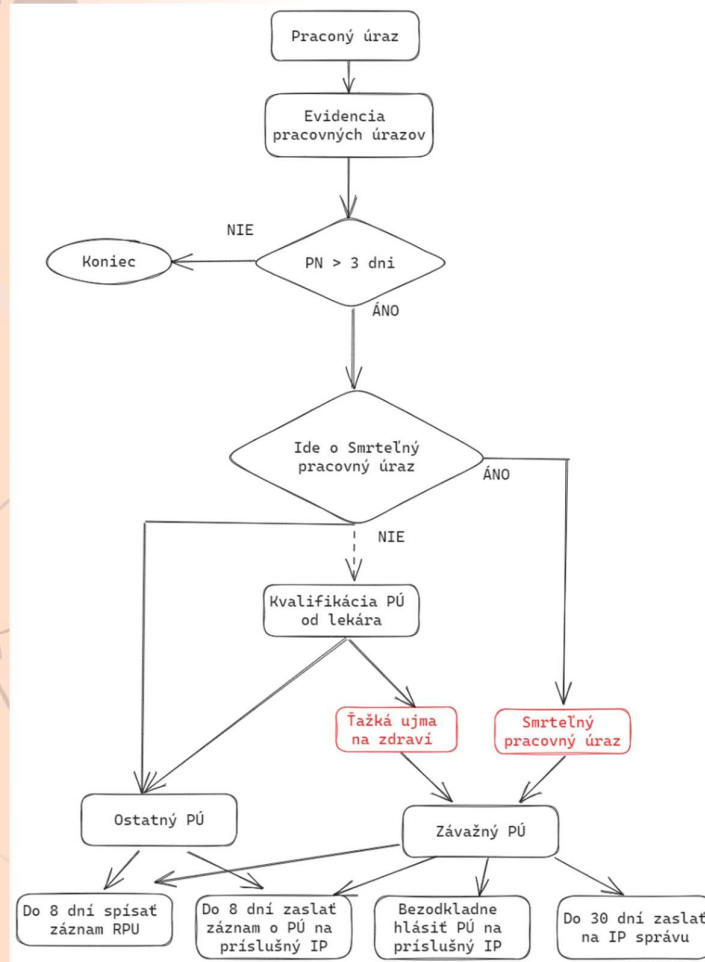 Praconý úraz
Evidencia
pracovných úrazov
NIE
Koniec
PN > 3 dni
ÁNO
Ide o Smrteľný
pracovný úraz
ÁNO
NIE
Kvalifikácia PÚ
od lekára
Ťažká ujma
na zdraví
Smrteľný
pracovný úraz
Ostatný PÚ
Závažný PÚ
Do 8 dní spísať
záznam RPU
Do 8 dní zaslať
záznam o PÚ na
príslušný IP
Bezodkladne
hlásiť PÚ na
príslušný IP
Do 30 dní zaslať
na IP správu